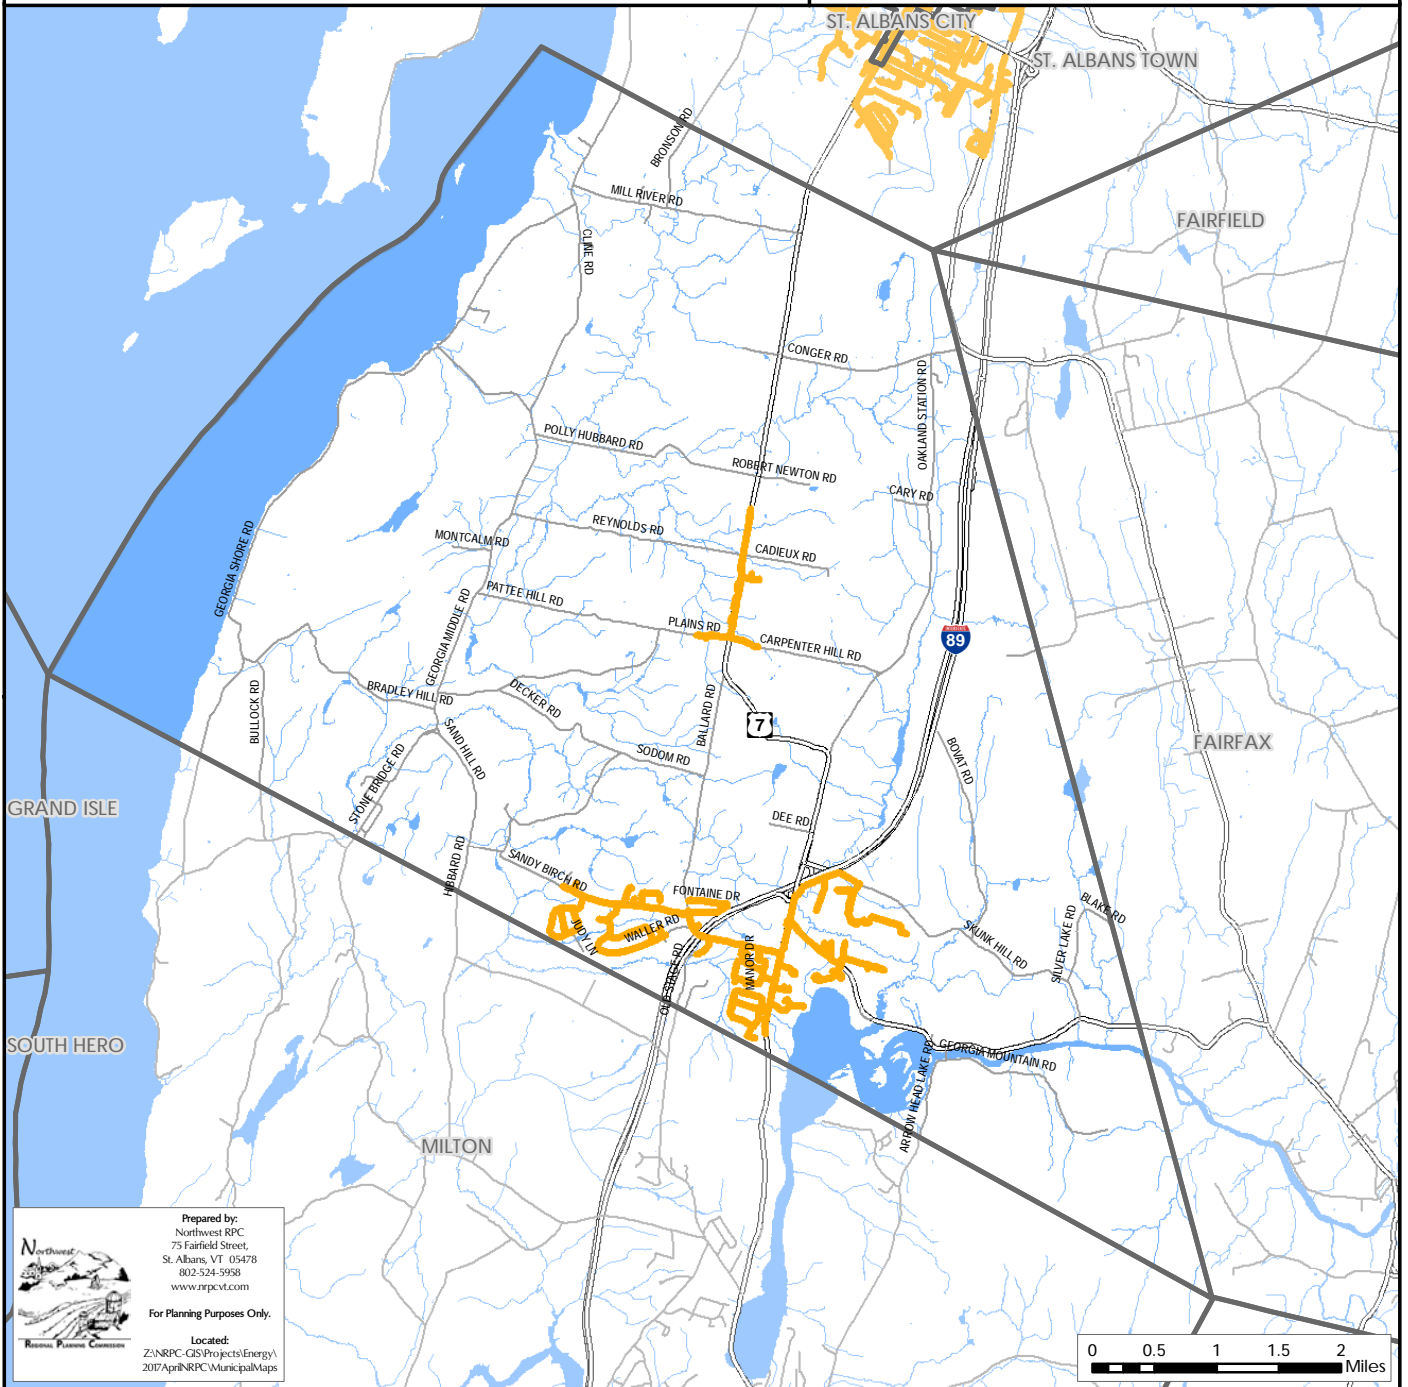 ST. ALBANS CITY
ST. ALBANS TOWN
BRONSON RD
MILL RIVER RD
FAIRFIELD
CLINE RD
CONGER RD
OAKLAND STATION RD
POLLY HUBBARD RD
ROBERT NEWTON RD
CARY RD
REYNOLDS RD
MONTCALM RD
CADIEUX RD
GEORGIA SHORE RD
PATTEE HILL RD
GEORGIA MIDDLE RD
PLAINS RD
CARPENTER HILL RD
INTERSTATE
89
BULLOCK RD
BRADLEY HILL RD
DECKER RD
BALLARD RD
7
SAND HILL RD
STONE BRIDGE RD
SODOM RD
BOVAT RD
FAIRFAX
GRAND ISLE
DEE RD
HIBBARD RD
SANDY BIRCH RD
FONTAINE DR
JUDY LN
WALLER RD
OLD STAGE RD
MANOR DR
SKUNK HILL RD
SILVER LAKE RD
BLAKE RD
SOUTH HERO
GEORGIA MOUNTAIN RD
ARROW HEAD LAKE RD
MILTON
Northwest
REGIONAL PLANNING COMMISSION
Prepared by:
Northwest RPC
75 Fairfield Street,
St. Albans, VT 05478
802-524-5958
www.nrpcvt.com
For Planning Purposes Only.
Located:
Z:\NRPC-GIS\Projects\Energy\
2017AprilNRPC\MunicipalMaps
0 0.5 1 1.5 2
Miles